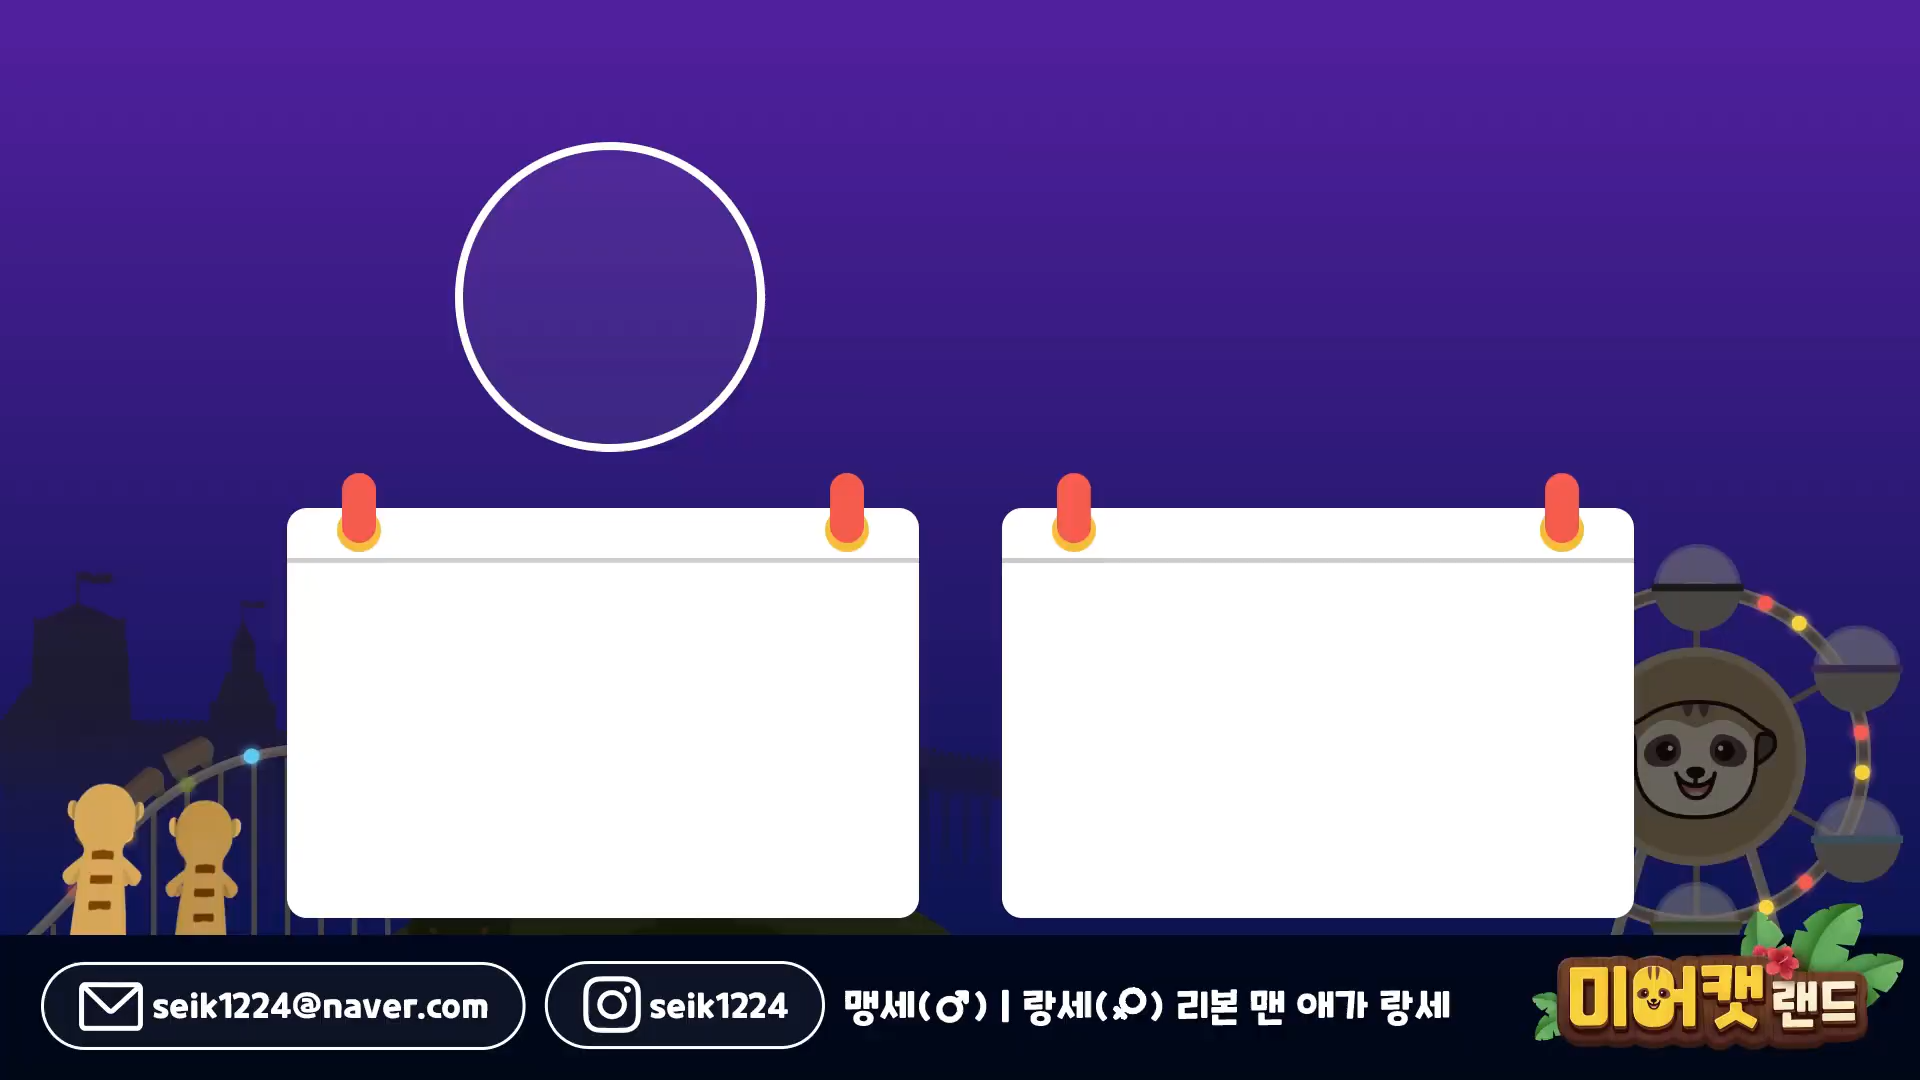 seik1224@naver.com
seik1224
맹세(♂) | 랑세(♀) 리본 맨 애가 랑세
미어캣랜드